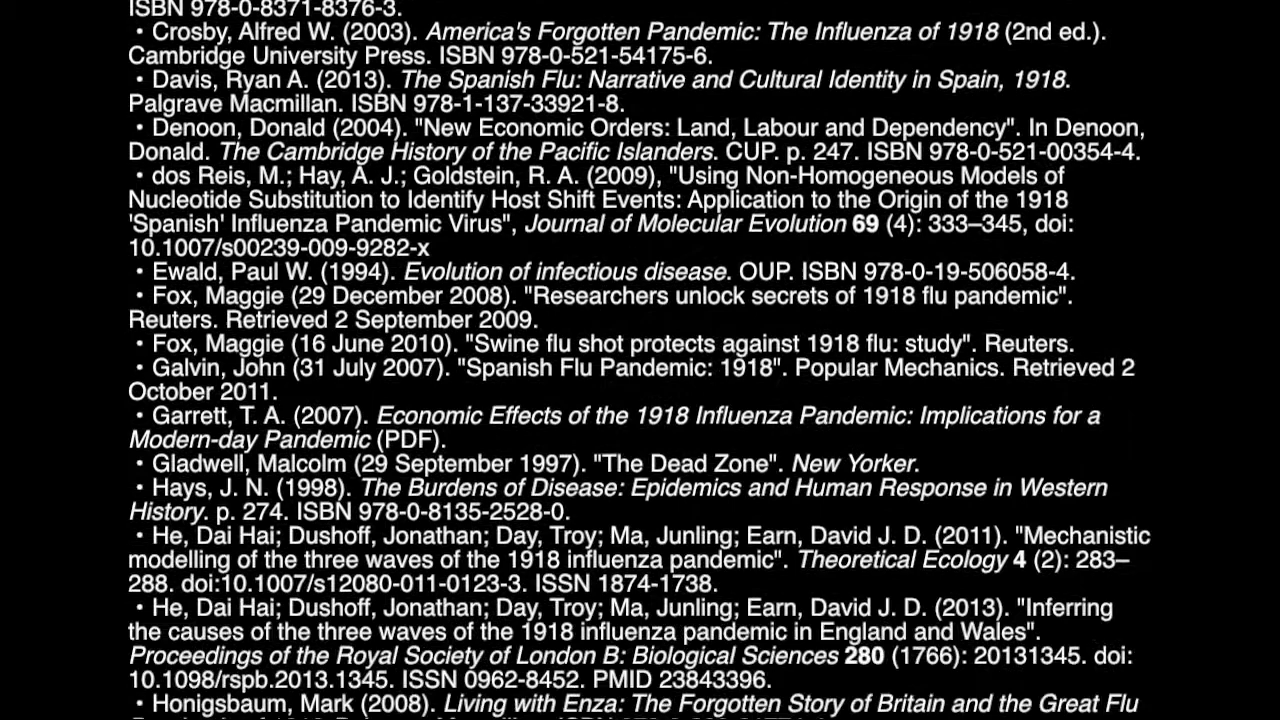 ISBN 978-0-8371-8376-3.
• Crosby, Alfred W. (2003). America's Forgotten Pandemic: The Influenza of 1918 (2nd ed.).
Cambridge University Press. ISBN 978-0-521-54175-6.
• Davis, Ryan A. (2013). The Spanish Flu: Narrative and Cultural Identity in Spain, 1918.
Palgrave Macmillan. ISBN 978-1-137-33921-8.
• Denoon, Donald (2004). "New Economic Orders: Land, Labour and Dependency". In Denoon,
Donald. The Cambridge History of the Pacific Islanders. CUP. p. 247. ISBN 978-0-521-00354-4.
• dos Reis, M.; Hay, A. J.; Goldstein, R. A. (2009), "Using Non-Homogeneous Models of
Nucleotide Substitution to Identify Host Shift Events: Application to the Origin of the 1918
'Spanish' Influenza Pandemic Virus", Journal of Molecular Evolution 69 (4): 333–345, doi:
10.1007/s00239-009-9282-x
• Ewald, Paul W. (1994). Evolution of infectious disease. OUP. ISBN 978-0-19-506058-4.
• Fox, Maggie (29 December 2008). "Researchers unlock secrets of 1918 flu pandemic".
Reuters. Retrieved 2 September 2009.
• Fox, Maggie (16 June 2010). "Swine flu shot protects against 1918 flu: study". Reuters.
• Galvin, John (31 July 2007). "Spanish Flu Pandemic: 1918". Popular Mechanics. Retrieved 2
October 2011.
• Garrett, T. A. (2007). Economic Effects of the 1918 Influenza Pandemic: Implications for a
Modern-day Pandemic (PDF).
• Gladwell, Malcolm (29 September 1997). "The Dead Zone". New Yorker.
• Hays, J. N. (1998). The Burdens of Disease: Epidemics and Human Response in Western
History. p. 274. ISBN 978-0-8135-2528-0.
• He, Dai Hai; Dushoff, Jonathan; Day, Troy; Ma, Junling; Earn, David J. D. (2011). "Mechanistic
modelling of the three waves of the 1918 influenza pandemic". Theoretical Ecology 4 (2): 283–
288. doi:10.1007/s12080-011-0123-3. ISSN 1874-1738.
• He, Dai Hai; Dushoff, Jonathan; Day, Troy; Ma, Junling; Earn, David J. D. (2013). "Inferring
the causes of the three waves of the 1918 influenza pandemic in England and Wales".
Proceedings of the Royal Society of London B: Biological Sciences 280 (1766): 20131345. doi:
10.1098/rspb.2013.1345. ISSN 0962-8452. PMID 23843396.
• Honigsbaum, Mark (2008). Living with Enza: The Forgotten Story of Britain and the Great Flu